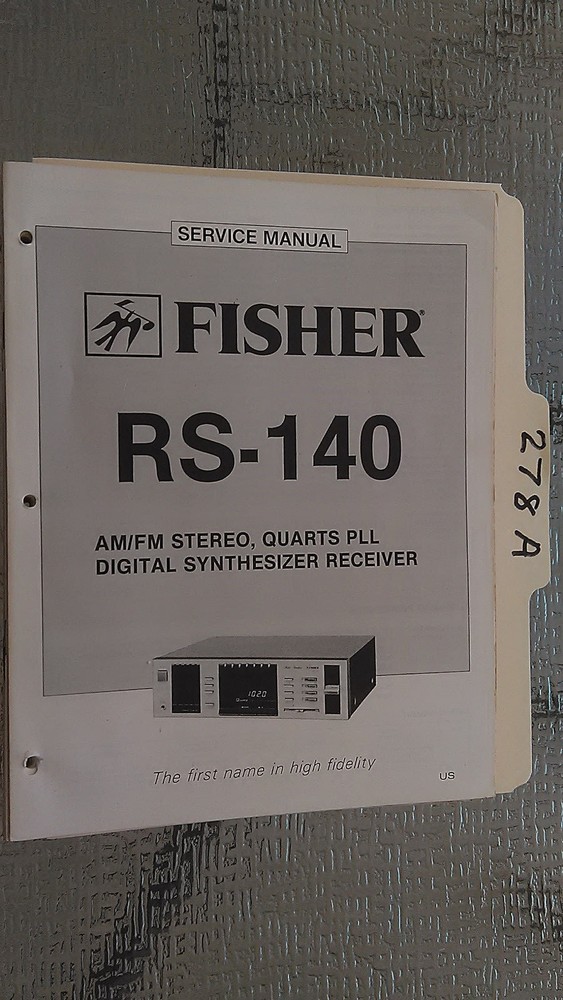 SERVICE MANUAL
FISHER®
RS-140
AM/FM STEREO, QUARTS PLL
DIGITAL SYNTHESIZER RECEIVER
1020
The first name in high fidelity
US
278A